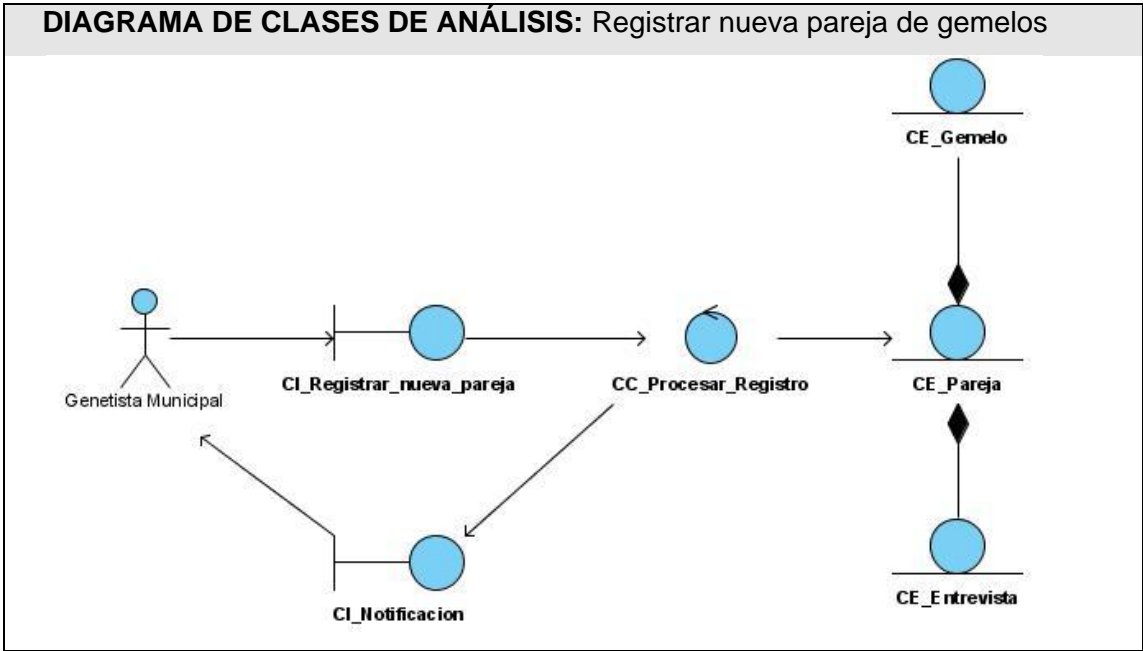 DIAGRAMA DE CLASES DE ANÁLISIS: Registrar nueva pareja de gemelos
CE_Gemelo
Genetista Municipal
CI_Registrar_nueva_pareja
CC_Procesar_Registro
CE_Pareja
CI_Notificacion
CE_Entrevista